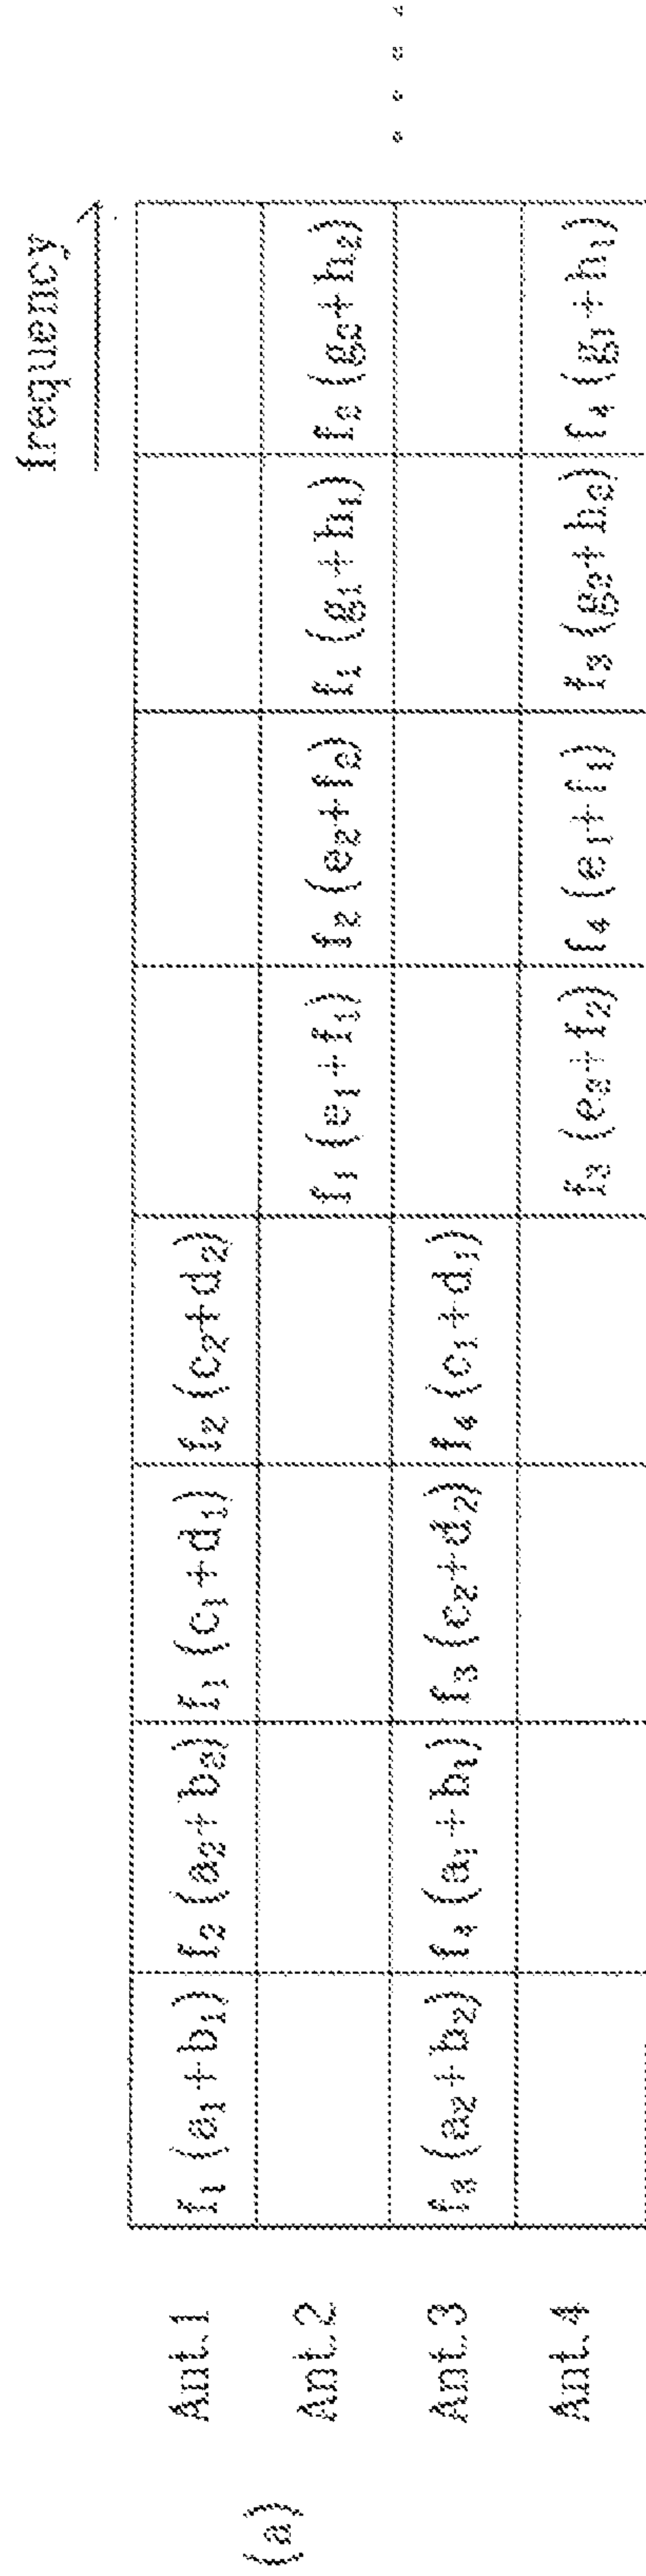 frequency
Ant.1 f₁ (a₁+b₁) f₂ (a₂+b₂) f₁ (c₁+d₁) f₂ (c₂+d₂)
Ant.2 f₁ (e₁+f₁) f₂ (e₂+f₂) f₁ (g₁+h₁) f₂ (g₂+h₂)
Ant.3 f₃ (a₂+b₂) f₄ (a₁+b₁) f₃ (c₂+d₂) f₄ (c₁+d₁)
Ant.4 f₃ (e₂+f₂) f₄ (e₁+f₁) f₃ (g₂+h₂) f₄ (g₁+h₁)
(a)